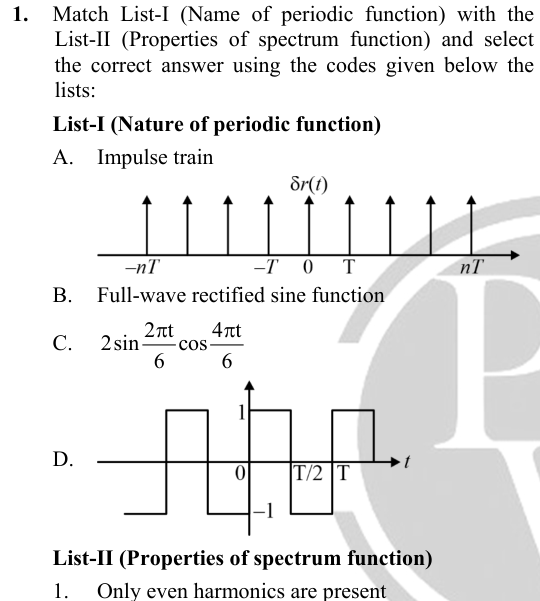 1. Match List-I (Name of periodic function) with the
List-II (Properties of spectrum function) and select
the correct answer using the codes given below the
lists:
List-I (Nature of periodic function)
A. Impulse train
δr(t)
–nT –T 0 T nT
B. Full-wave rectified sine function
C. 2 sin 2πt/6 cos 4πt/6
1
D. 0 T/2 T t
–1
List-II (Properties of spectrum function)
1. Only even harmonics are present